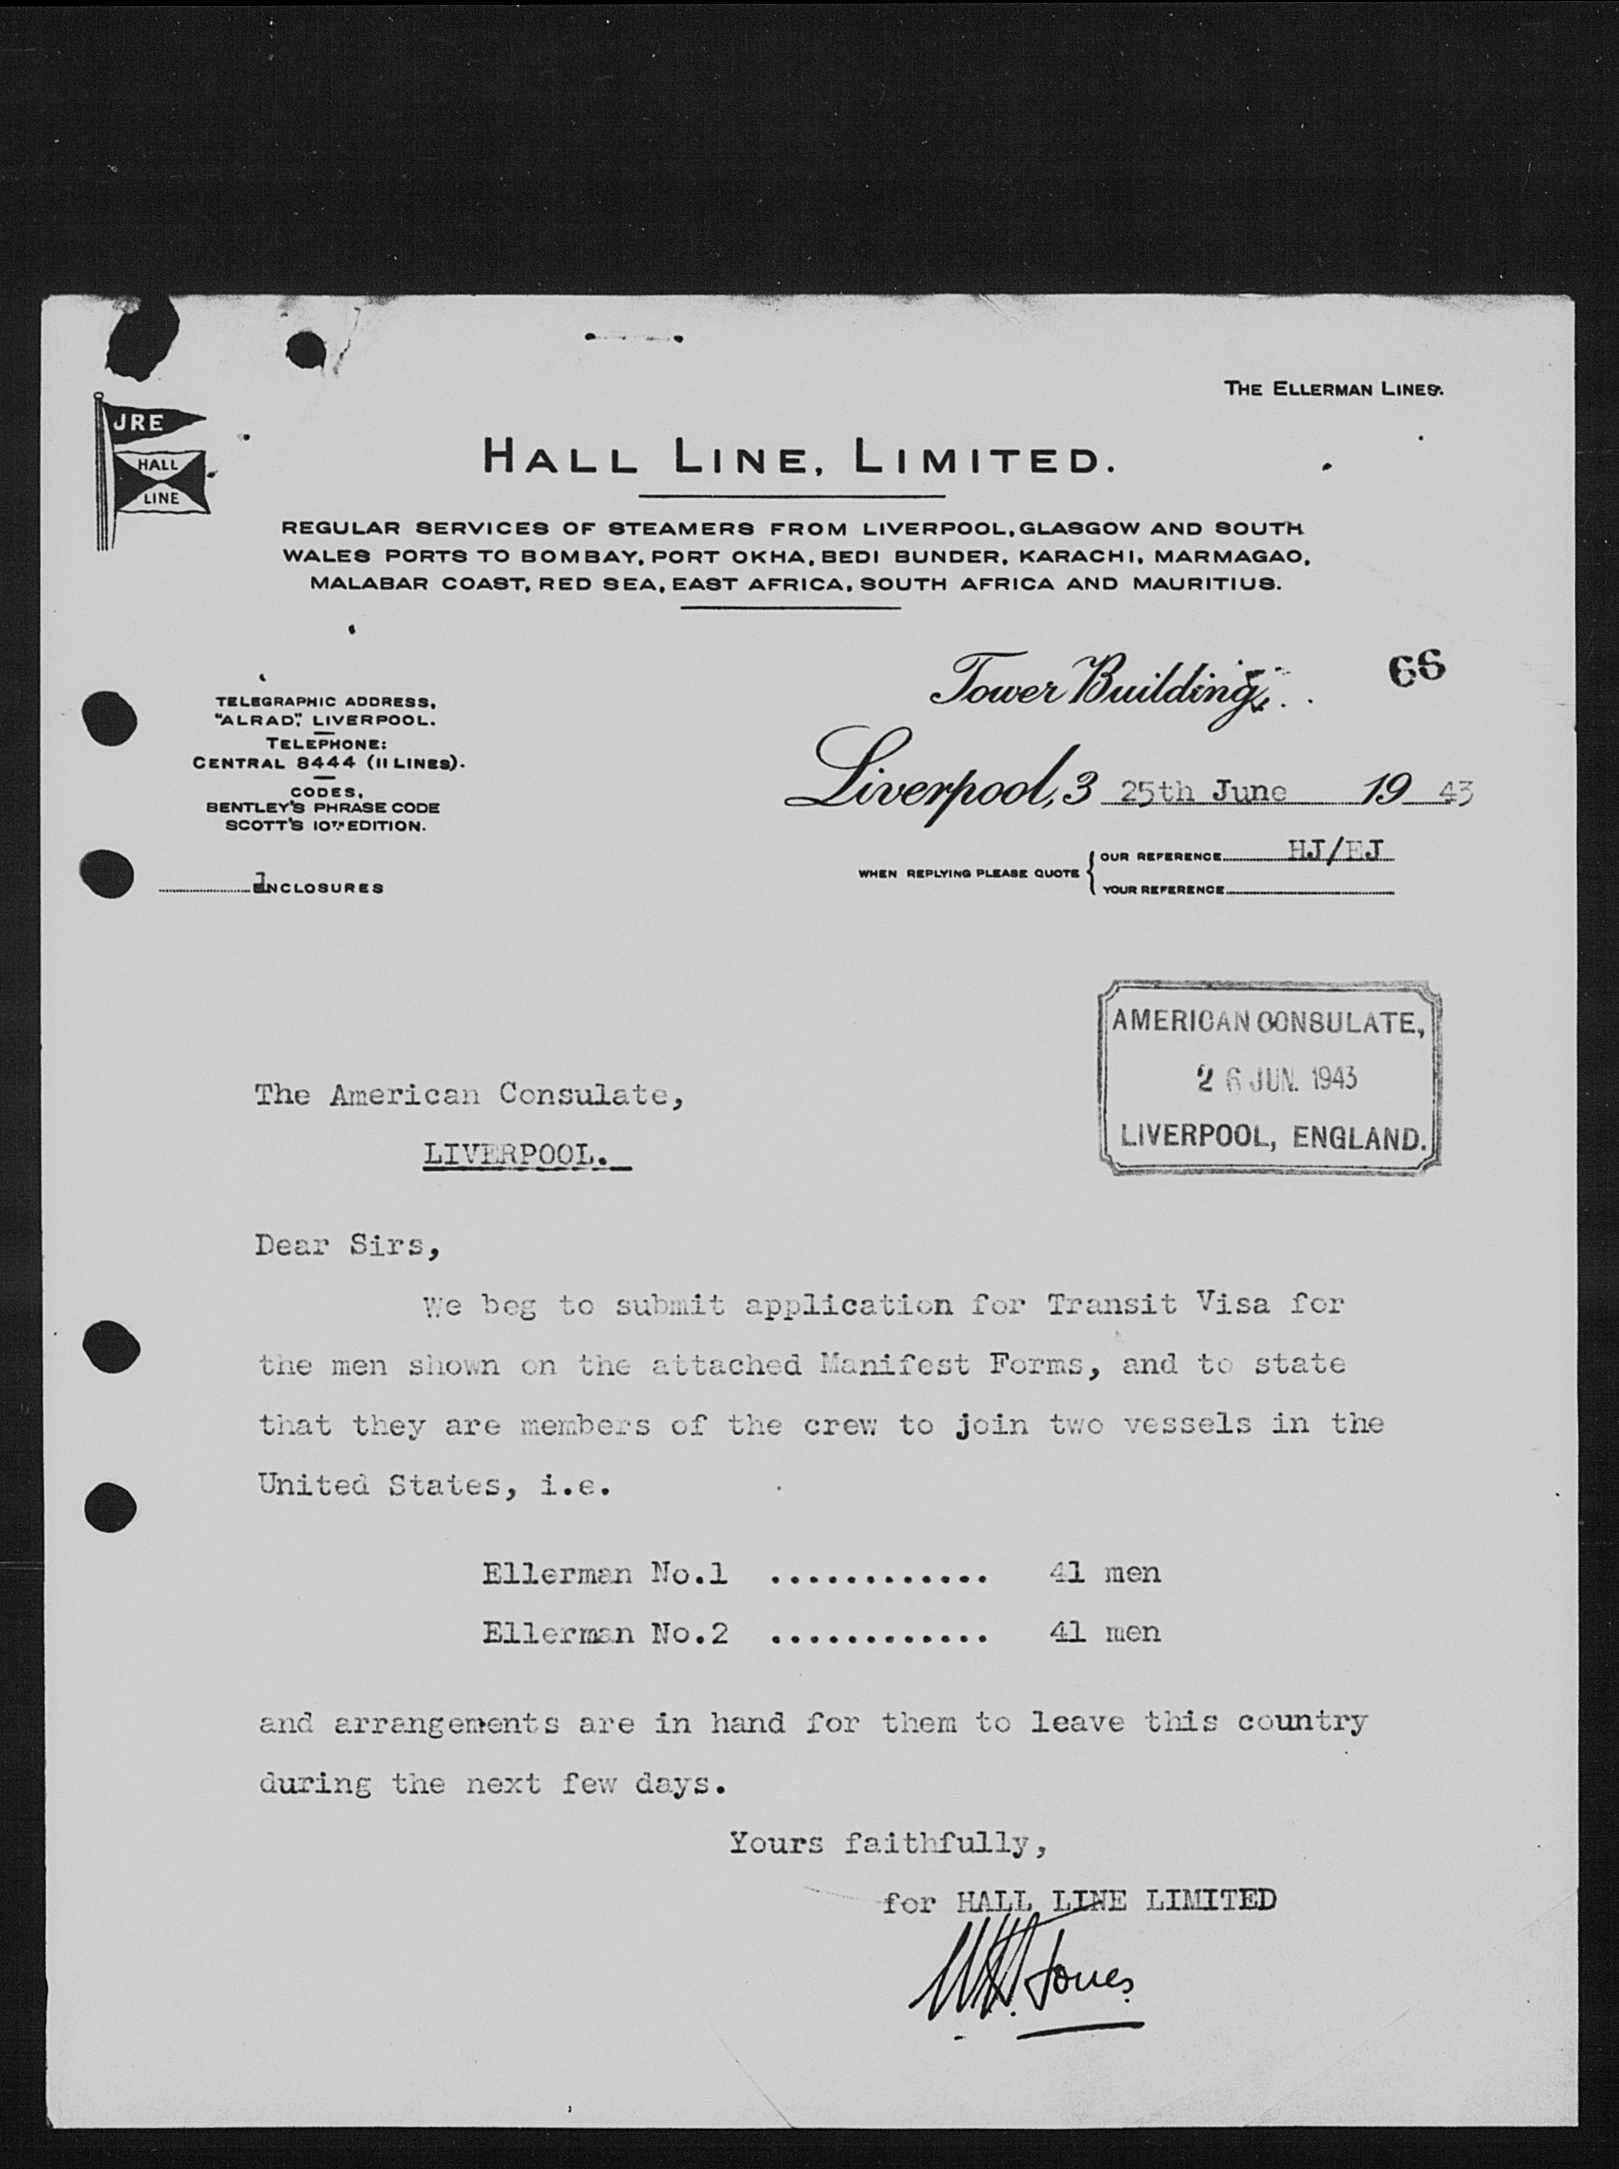 THE ELLERMAN LINES.
JRE
HALL
LINE
HALL LINE, LIMITED.
REGULAR SERVICES OF STEAMERS FROM LIVERPOOL, GLASGOW AND SOUTH
WALES PORTS TO BOMBAY, PORT OKHA, BEDI BUNDER, KARACHI, MARMAGAO,
MALABAR COAST, RED SEA, EAST AFRICA, SOUTH AFRICA AND MAURITIUS.
TELEGRAPHIC ADDRESS,
"ALRAD", LIVERPOOL.
TELEPHONE:
CENTRAL 8444 (11 LINES).
CODES,
BENTLEY'S PHRASE CODE
SCOTT'S 10TH EDITION.
ENCLOSURES
Tower Building,
66
Liverpool, 3 25th June 19 43
WHEN REPLYING PLEASE QUOTE
OUR REFERENCE HJ/EJ
YOUR REFERENCE
AMERICAN CONSULATE,
26 JUN. 1943
LIVERPOOL, ENGLAND.
The American Consulate,
LIVERPOOL.
Dear Sirs,
We beg to submit application for Transit Visa for
the men shown on the attached Manifest Forms, and to state
that they are members of the crew to join two vessels in the
United States, i.e.
Ellerman No.1 ............ 41 men
Ellerman No.2 ............ 41 men
and arrangements are in hand for them to leave this country
during the next few days.
Yours faithfully,
for HALL LINE LIMITED
Jones